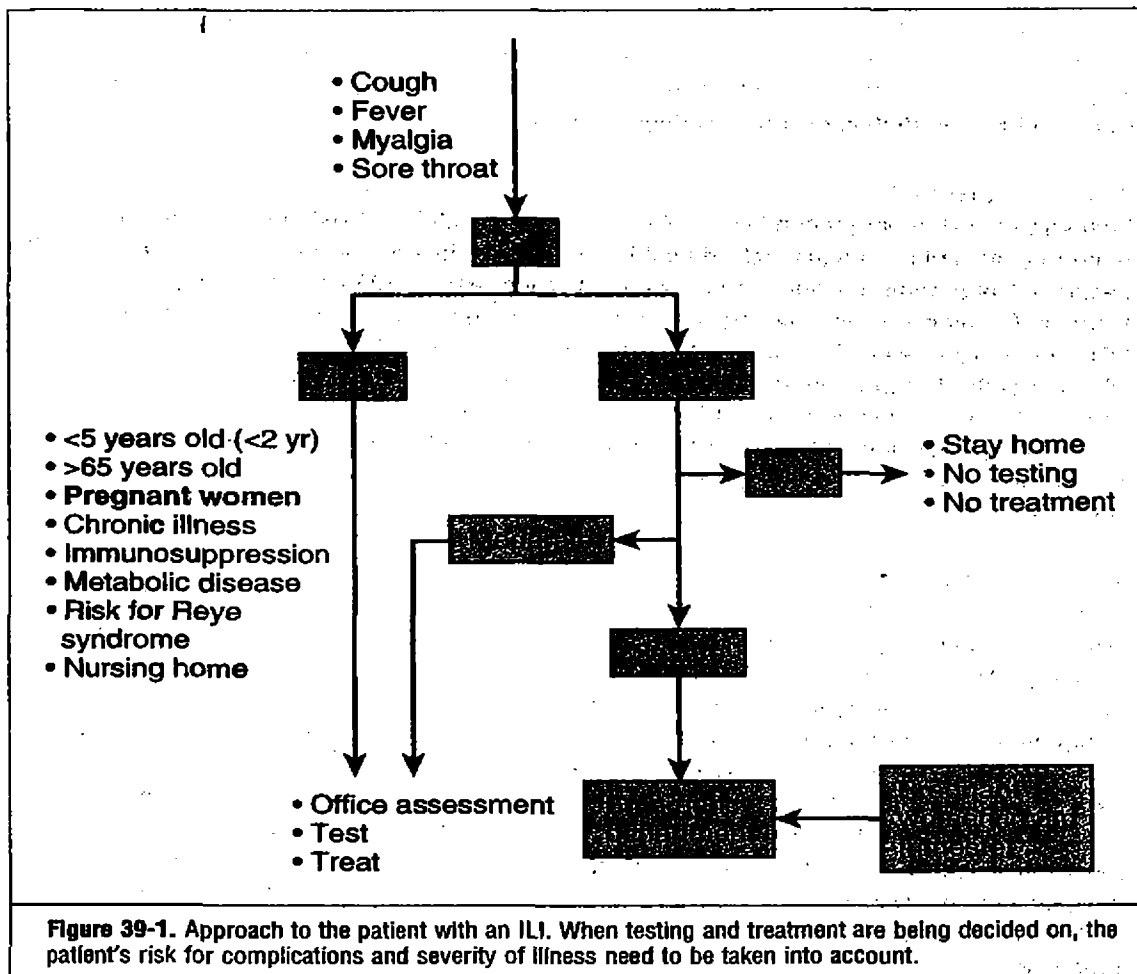 • Cough
• Fever
• Myalgia
• Sore throat
• <5 years old (<2 yr)
• >65 years old
• Pregnant women
• Chronic illness
• Immunosuppression
• Metabolic disease
• Risk for Reye
syndrome
• Nursing home
• Stay home
• No testing
• No treatment
• Office assessment
• Test
• Treat
Figure 39-1. Approach to the patient with an ILI. When testing and treatment are being decided on, the
patient's risk for complications and severity of illness need to be taken into account.